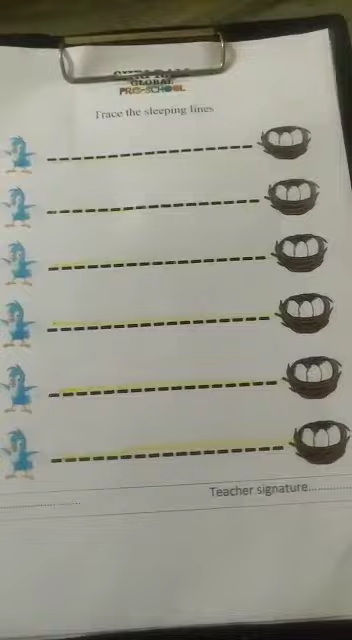 GLOBAL
PRE-SCHOOL
Trace the sleeping lines
Teacher signature...............